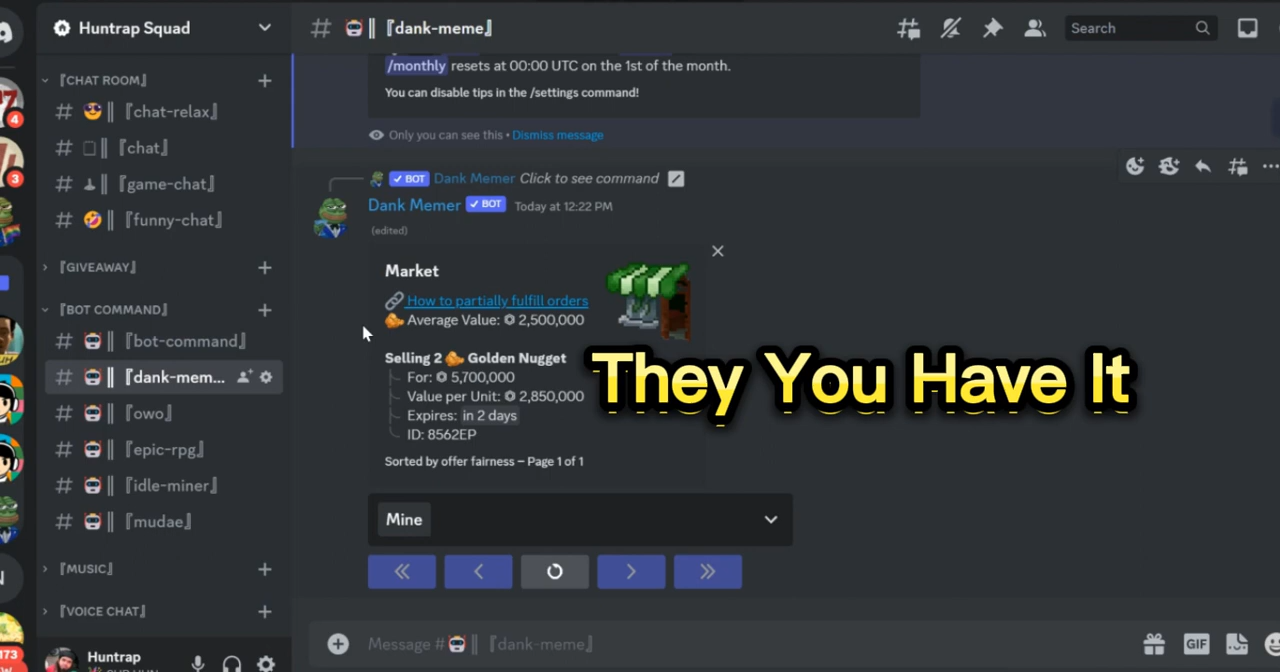 Huntrap Squad
# 🤖║『dank-meme』
Search
『CHAT ROOM』
# 😎║『chat-relax』
# ║『chat』
# ║『game-chat』
# 🤣║『funny-chat』
『GIVEAWAY』
『BOT COMMAND』
# 🤖║『bot-command』
# 🤖║『dank-mem...
# 🤖║『owo』
# 🤖║『epic-rpg』
# 🤖║『idle-miner』
# 🤖║『mudae』
『MUSIC』
『VOICE CHAT』
Huntrap
4
3
173
/monthly resets at 00:00 UTC on the 1st of the month.
You can disable tips in the /settings command!
Only you can see this • Dismiss message
✓ BOT Dank Memer Click to see command
Dank Memer ✓ BOT Today at 12:22 PM
(edited)
Market
How to partially fulfill orders
Average Value: 2,500,000
Selling 2 Golden Nugget
For: 5,700,000
Value per Unit: 2,850,000
Expires: in 2 days
ID: 8562EP
Sorted by offer fairness – Page 1 of 1
They You Have It
Mine
Message # 🤖║『dank-meme』
GIF